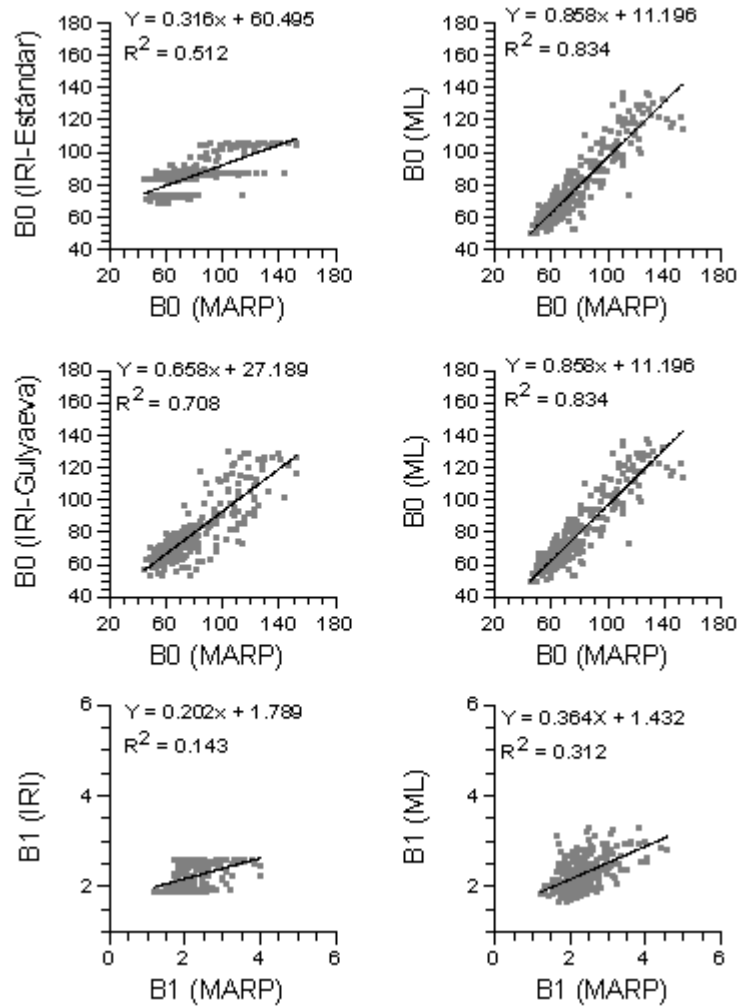 Y = 0.316x + 60.495
R2 = 0.512
180
160
140
120
100
80
60
40
20 60 100 140 180
B0 (IRI-Estándar)
B0 (MARP)
Y = 0.858x + 11.196
R2 = 0.834
180
160
140
120
100
80
60
40
20 60 100 140 180
B0 (ML)
B0 (MARP)
Y = 0.658x + 27.189
R2 = 0.708
180
160
140
120
100
80
60
40
20 60 100 140 180
B0 (IRI-Gulyaeva)
B0 (MARP)
Y = 0.858x + 11.196
R2 = 0.834
180
160
140
120
100
80
60
40
20 60 100 140 180
B0 (ML)
B0 (MARP)
Y = 0.202x + 1.789
R2 = 0.143
6
4
2
0 2 4 6
B1 (IRI)
B1 (MARP)
Y = 0.364X + 1.432
R2 = 0.312
6
4
2
0 2 4 6
B1 (ML)
B1 (MARP)